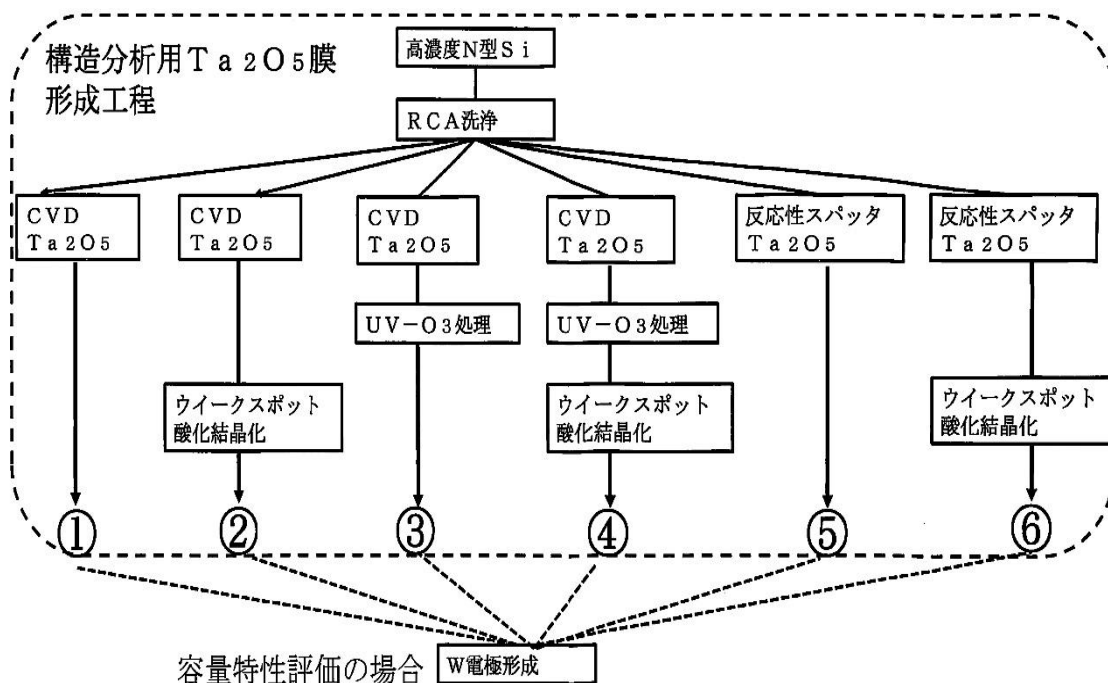 構造分析用Ta2O5膜
形成工程
高濃度N型Si
RCA洗浄
CVD
Ta2O5
CVD
Ta2O5
CVD
Ta2O5
CVD
Ta2O5
反応性スパッタ
Ta2O5
反応性スパッタ
Ta2O5
UV-O3処理
UV-O3処理
ウイークスポット
酸化結晶化
ウイークスポット
酸化結晶化
ウイークスポット
酸化結晶化
① ② ③ ④ ⑤ ⑥
容量特性評価の場合
W電極形成